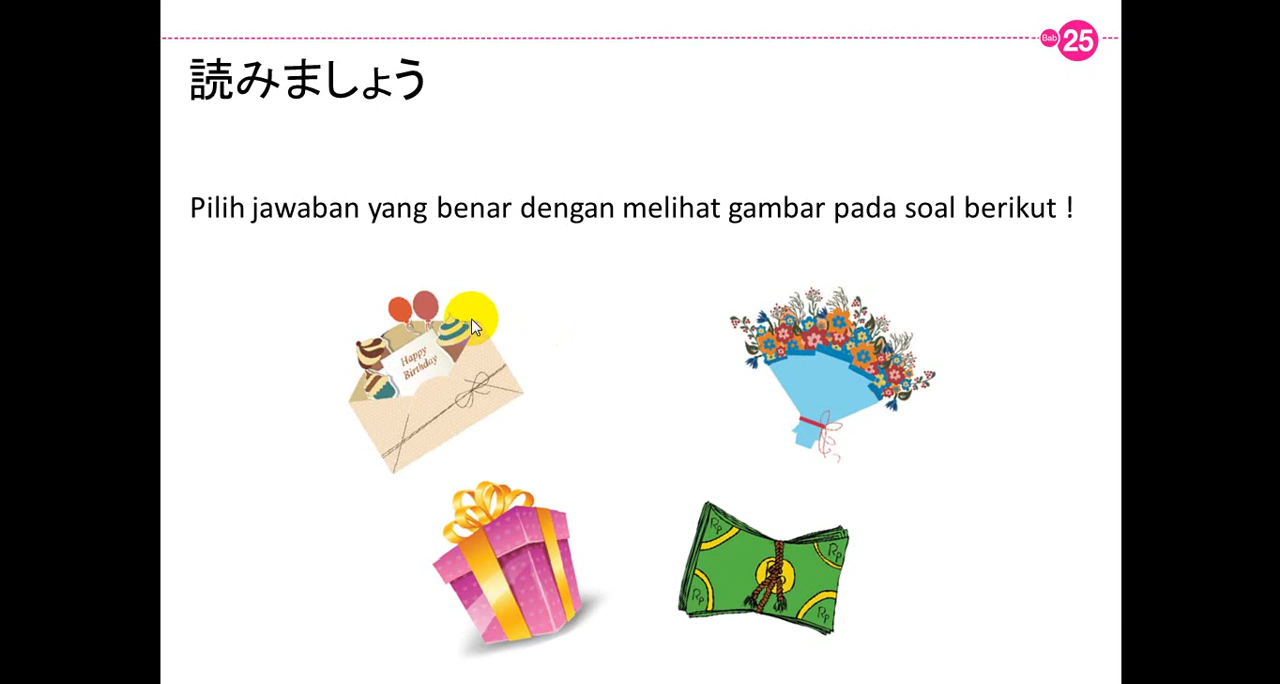 Bab 25
読みましょう
Pilih jawaban yang benar dengan melihat gambar pada soal berikut !
Happy
Birthday
Rp
Rp
Rp
Rp